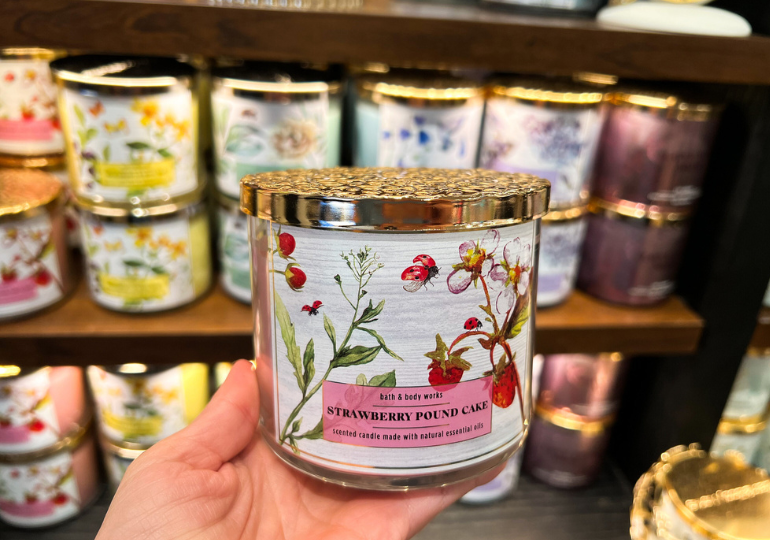 bath & body works
STRAWBERRY POUND CAKE
scented candle made with natural essential oils